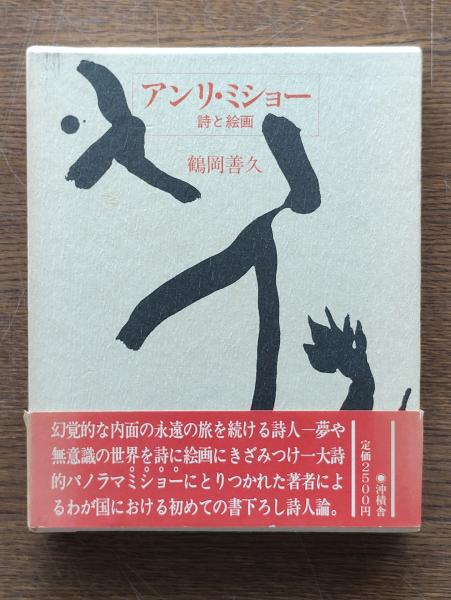 アンリ・ミショー
詩と絵画
鶴岡善久
幻覚的な内面の永遠の旅を続ける詩人―夢や
無意識の世界を詩に絵画にきざみつけ―大詩
的パノラマミショーにとりつかれた著者によ
るわが国における初めての書下ろし詩人論。
定価2500円
◉沖積舎